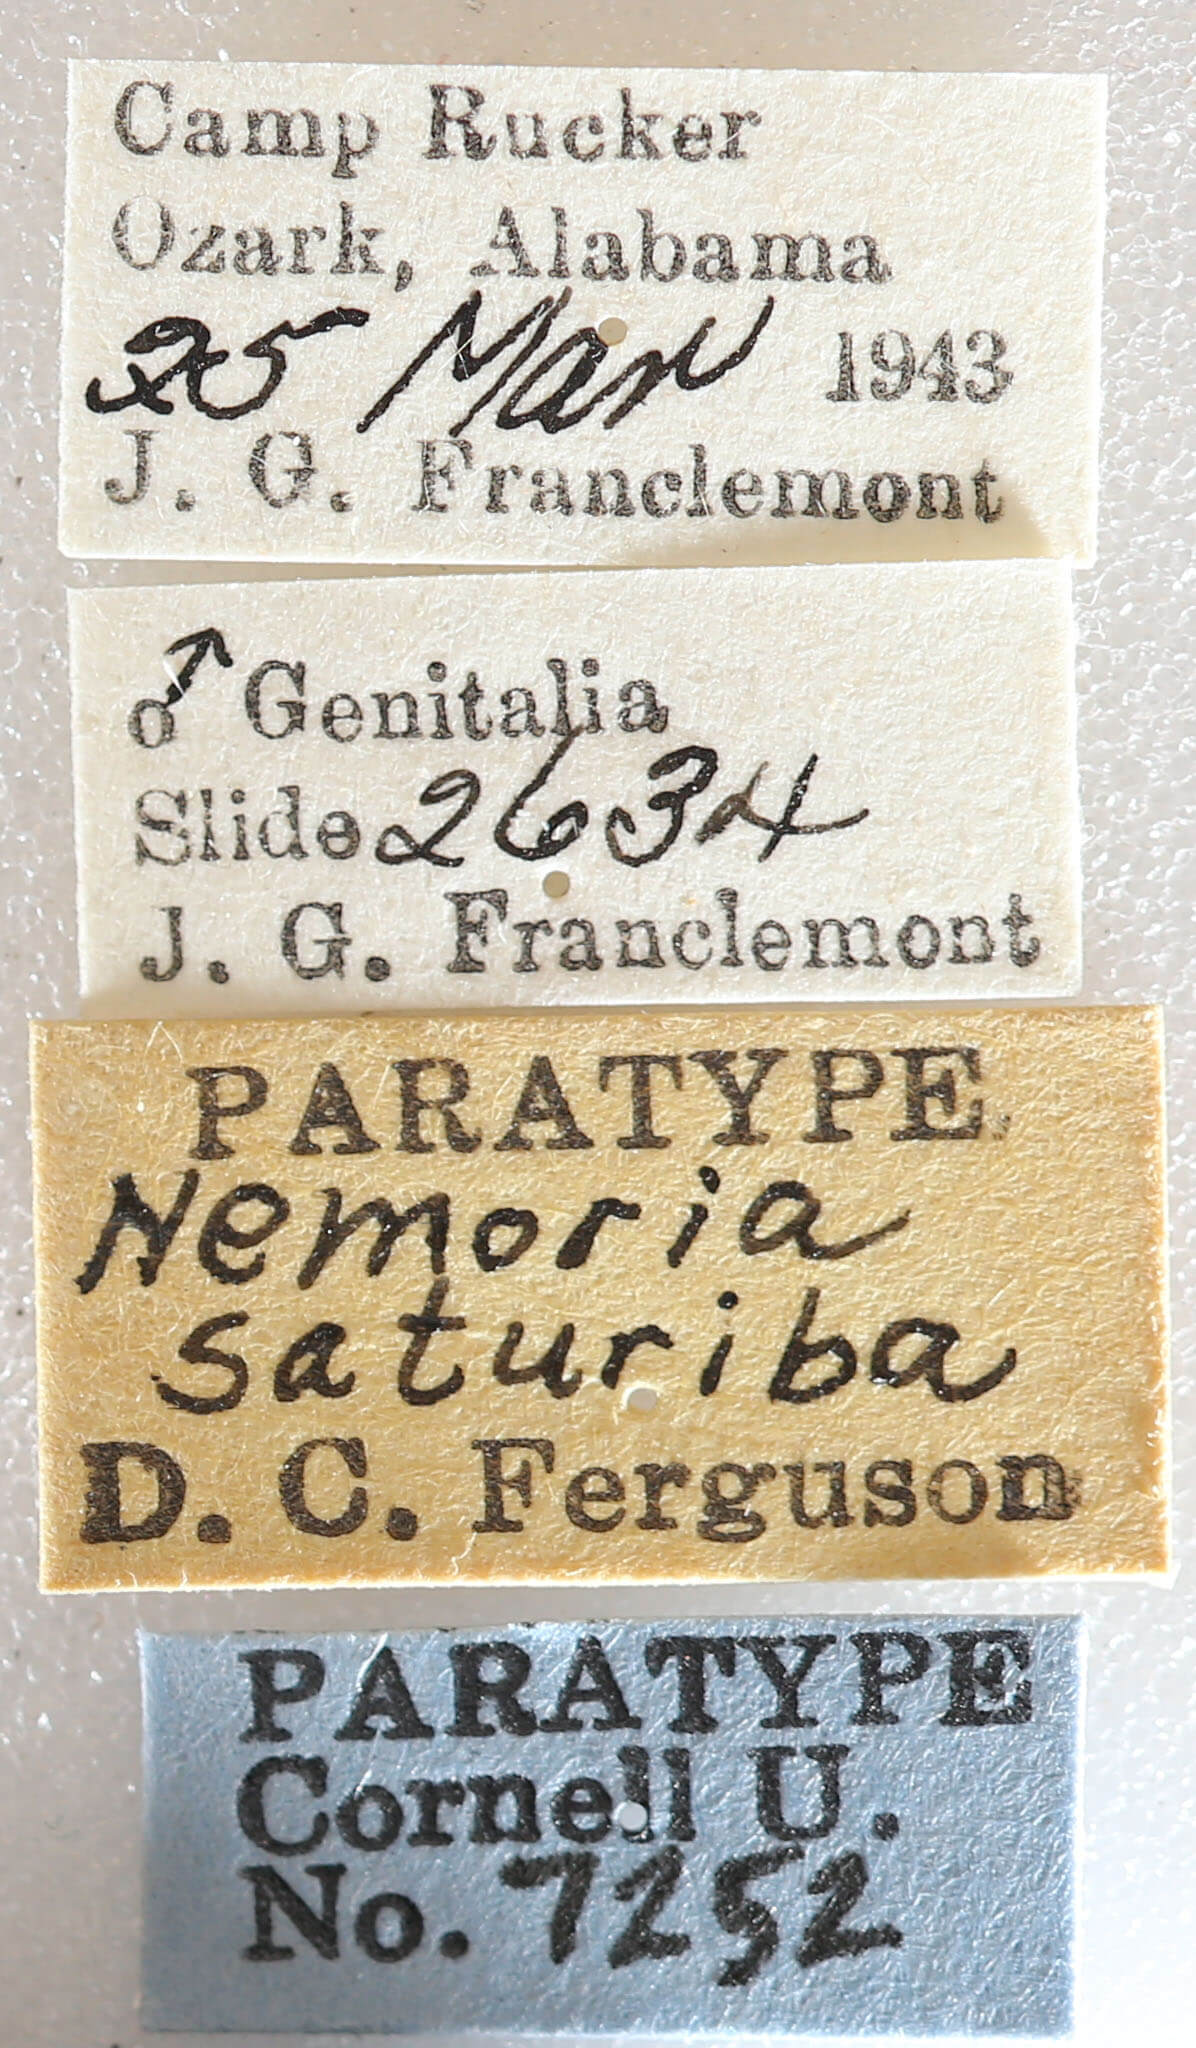 Camp Rucker
Ozark, Alabama
25 Mar 1943
J. G. Franclemont
♂ Genitalia
Slide 2634
J. G. Franclemont
PARATYPE
Nemoria
saturiba
D. C. Ferguson
PARATYPE
Cornell U.
No. 7252